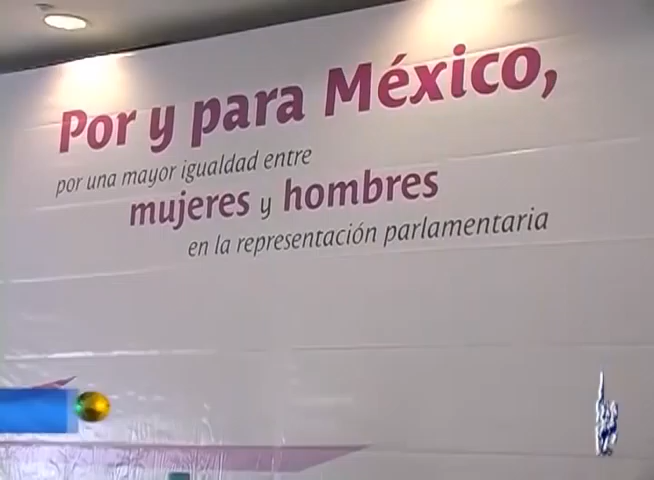 Por y para México,
por una mayor igualdad entre
mujeres y hombres
en la representación parlamentaria